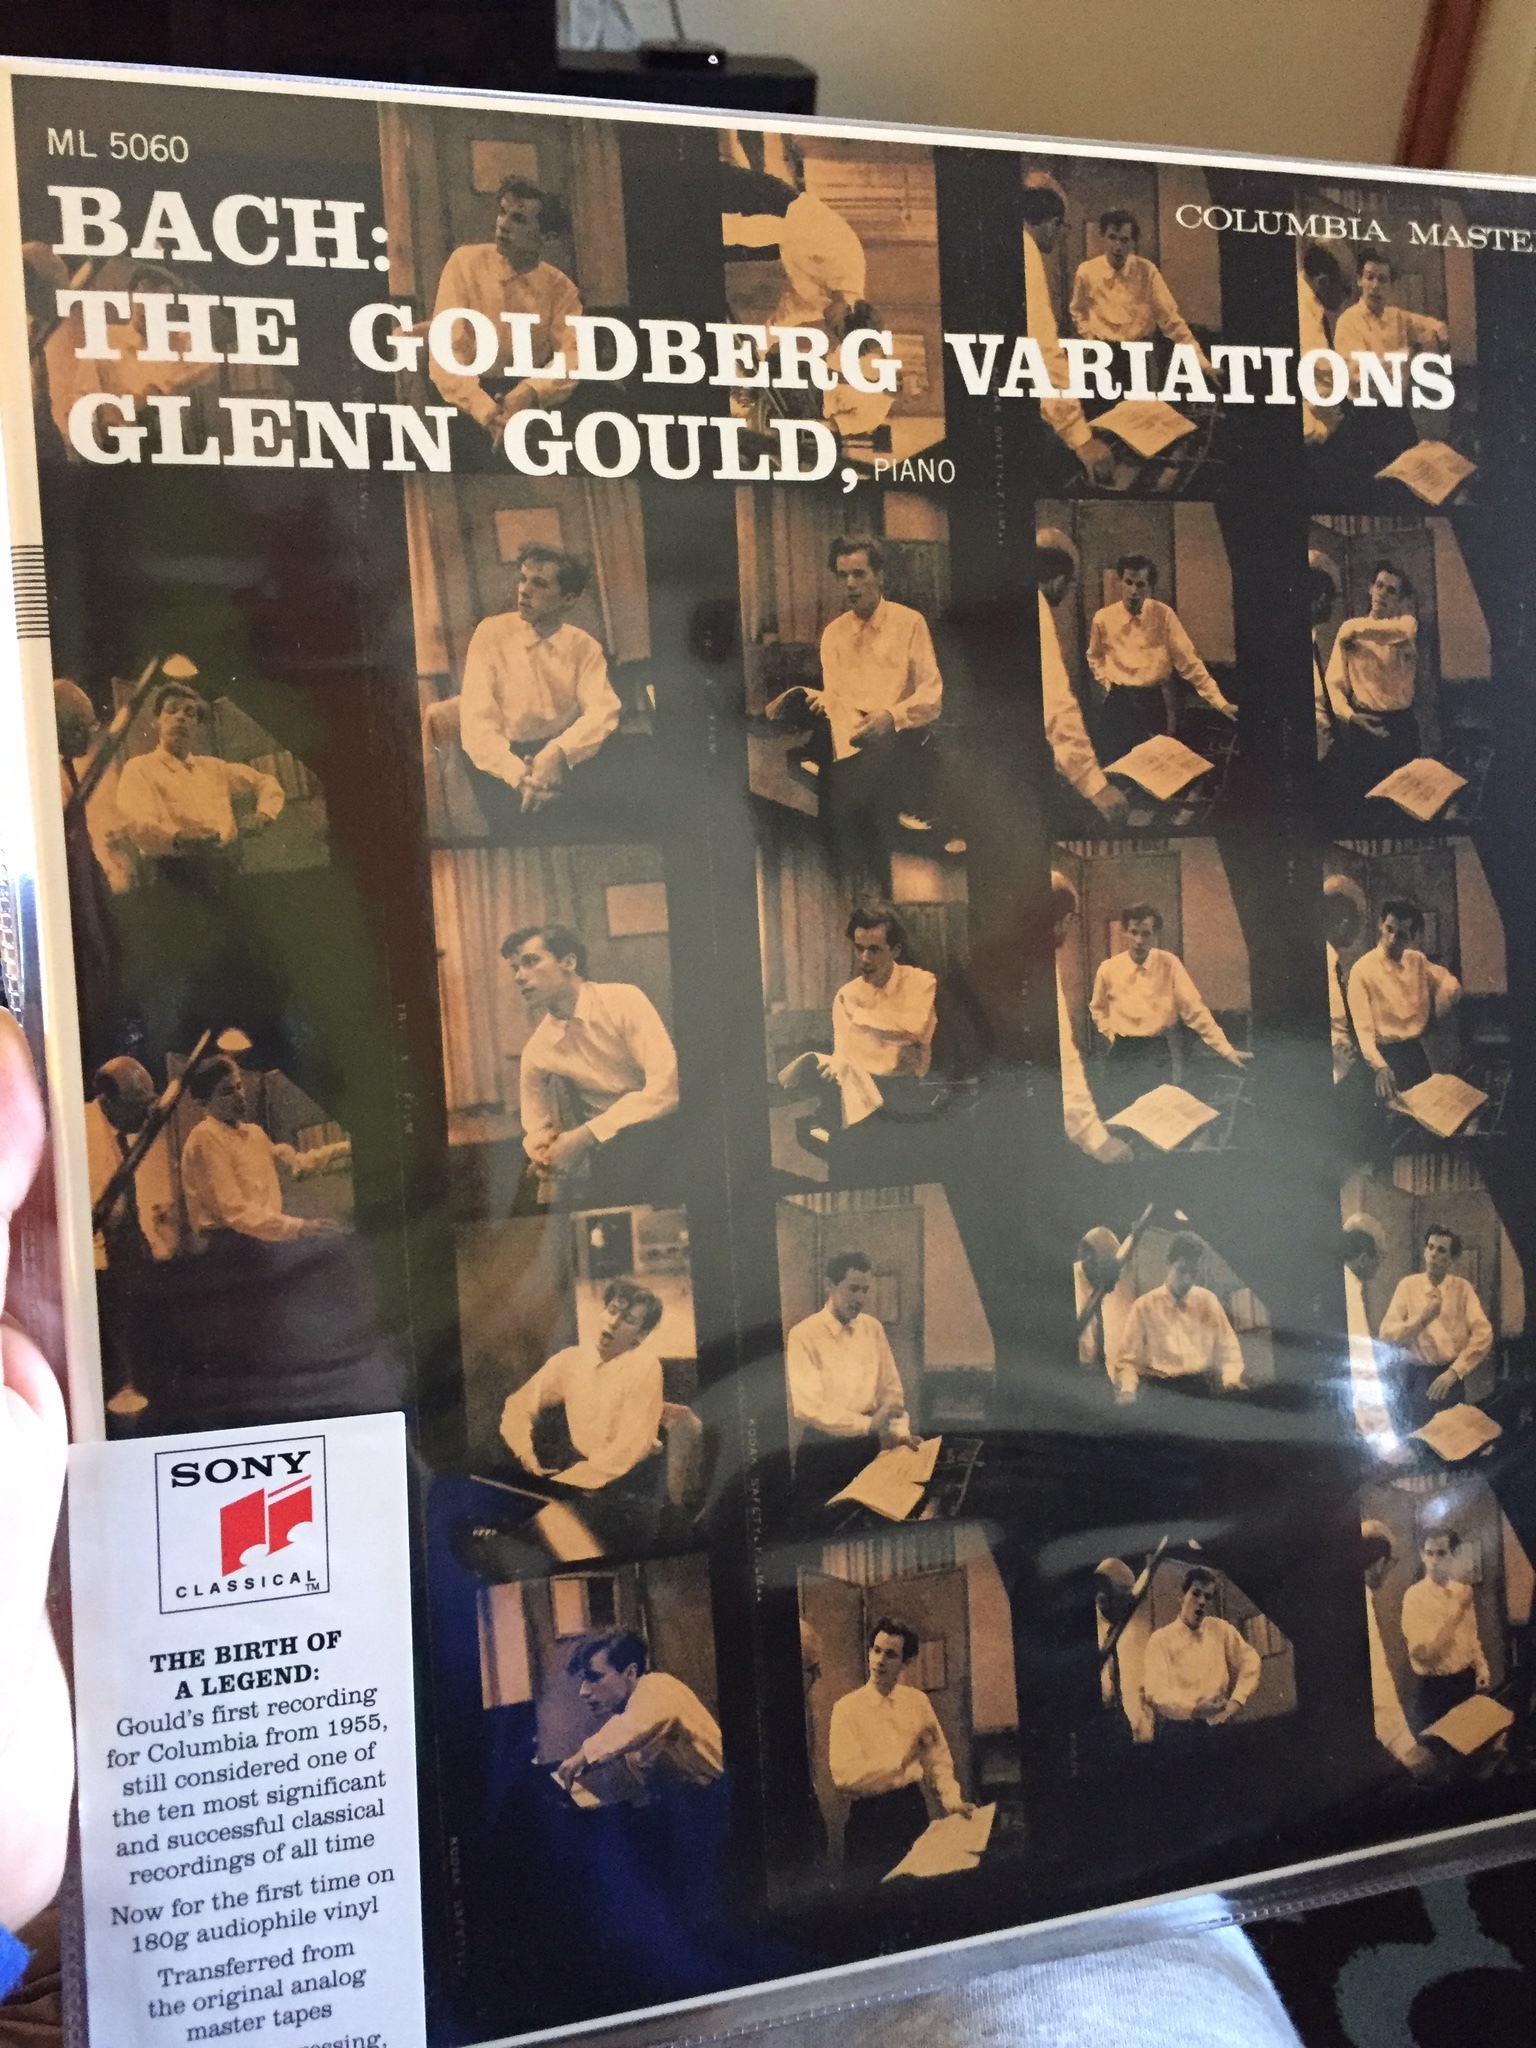 ML 5060
BACH:
COLUMBIA
THE GOLDBERG VARIATIONS
GLENN GOULD, PIANO
SONY
CLASSICAL TM
THE BIRTH OF
A LEGEND:
Gould's first recording
for Columbia from 1955,
still considered one of
the ten most significant
and successful classical
recordings of all time
Now for the first time on
180g audiophile vinyl
Transferred from
the original analog
master tapes